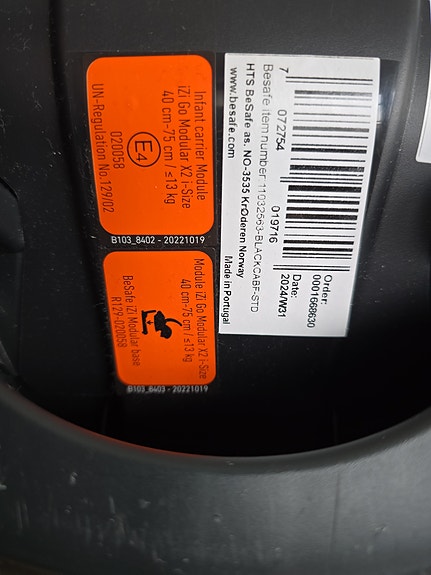 Infant carrier Module
iZi Go Modular X2 i-Size
40 cm-75 cm / ≤13 kg
E4
020058
UN-Regulation No.129/02
B103_8402 - 20221019
Module iZi Go Modular X2 i-Size
40 cm-75 cm / ≤13 kg
BeSafe iZi Modular base
R129-020058
B103_8403 - 20221019
7 072754 019716
Besafe itemnumber: 11032563-BLACKCABF-STD
HTS BeSafe as. NO-3535 KrØderen Norway
www.besafe.com
Made in Portugal
Order:
0001668630
Date:
2024/W31